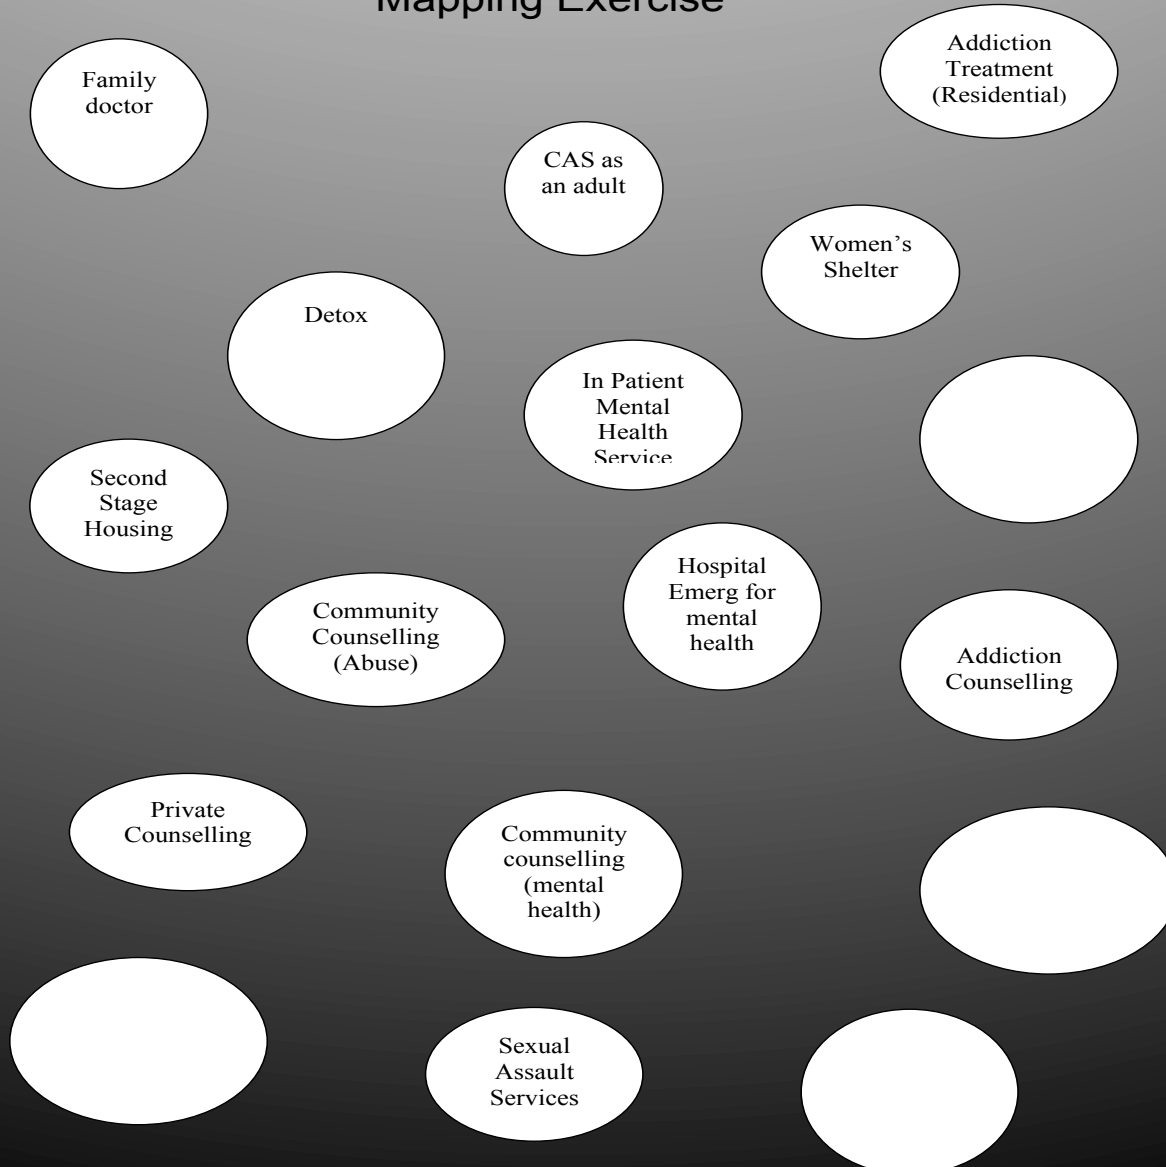 Mapping Exercise
Addiction
Treatment
(Residential)
Family
doctor
CAS as
an adult
Women’s
Shelter
Detox
In Patient
Mental
Health
Service
Second
Stage
Housing
Hospital
Emerg for
mental
health
Community
Counselling
(Abuse)
Addiction
Counselling
Private
Counselling
Community
counselling
(mental
health)
Sexual
Assault
Services